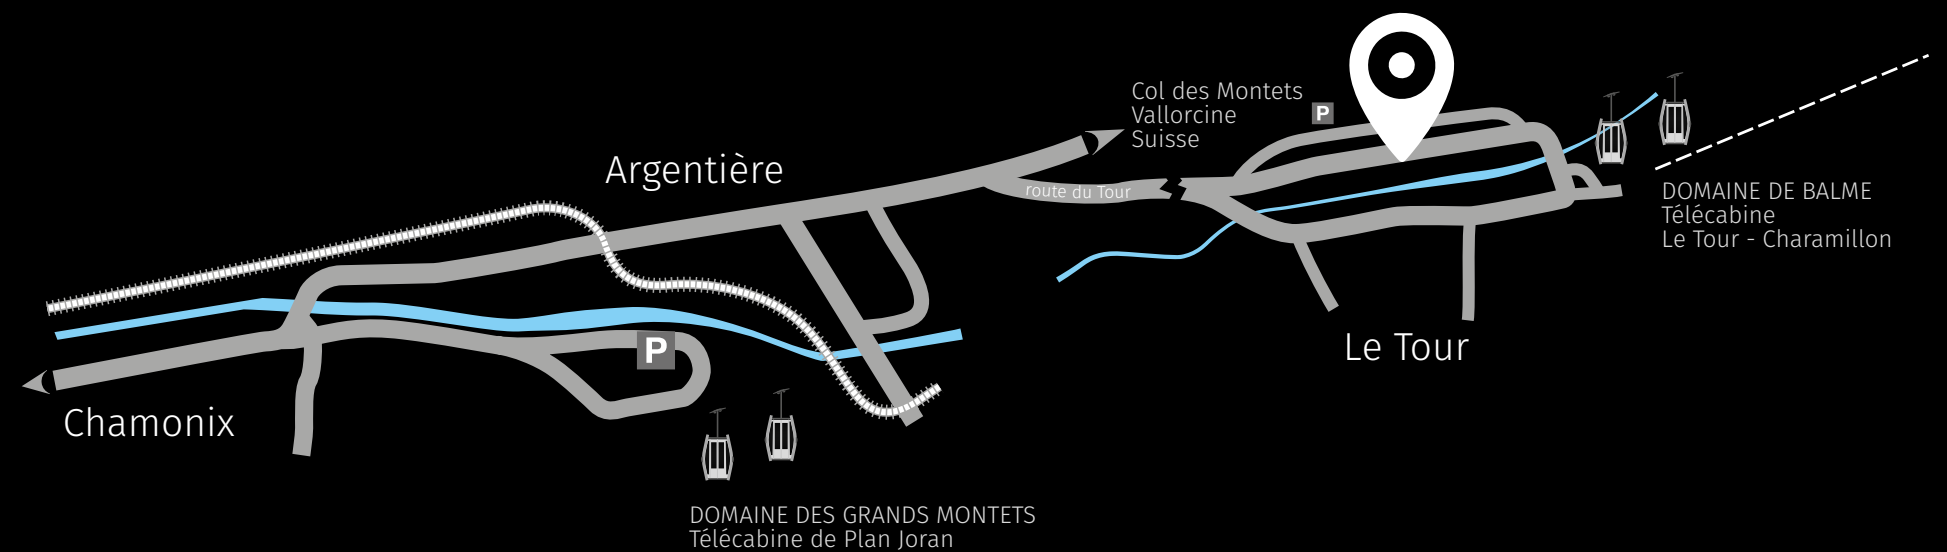 Col des Montets
Vallorcine
Suisse
P
Argentière
route du Tour
DOMAINE DE BALME
Télécabine
Le Tour - Charamillon
Le Tour
P
Chamonix
DOMAINE DES GRANDS MONTETS
Télécabine de Plan Joran